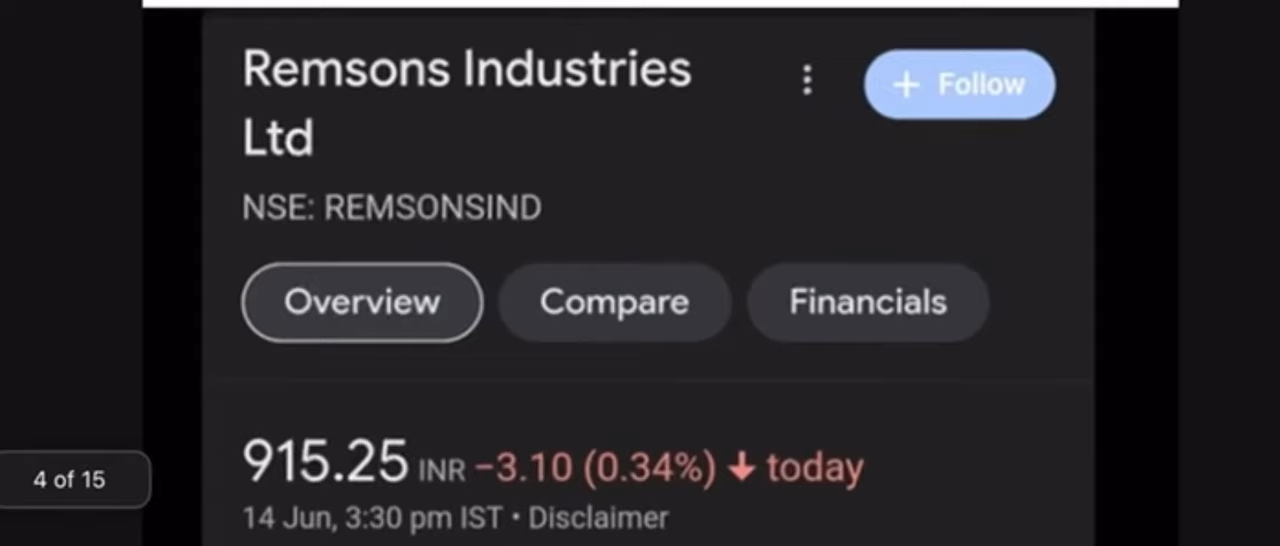 Remsons Industries
Ltd
+ Follow
NSE: REMSONSIND
Overview Compare Financials
915.25 INR −3.10 (0.34%) ↓ today
4 of 15
14 Jun, 3:30 pm IST • Disclaimer